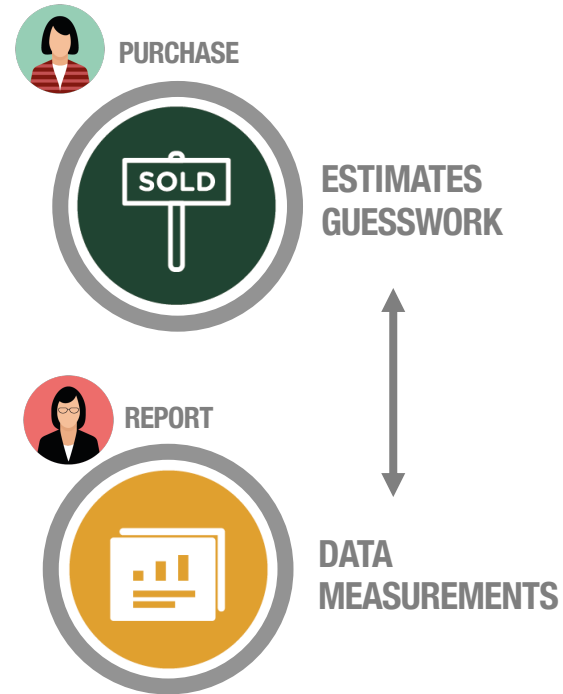 PURCHASE
SOLD
ESTIMATES
GUESSWORK
REPORT
DATA
MEASUREMENTS